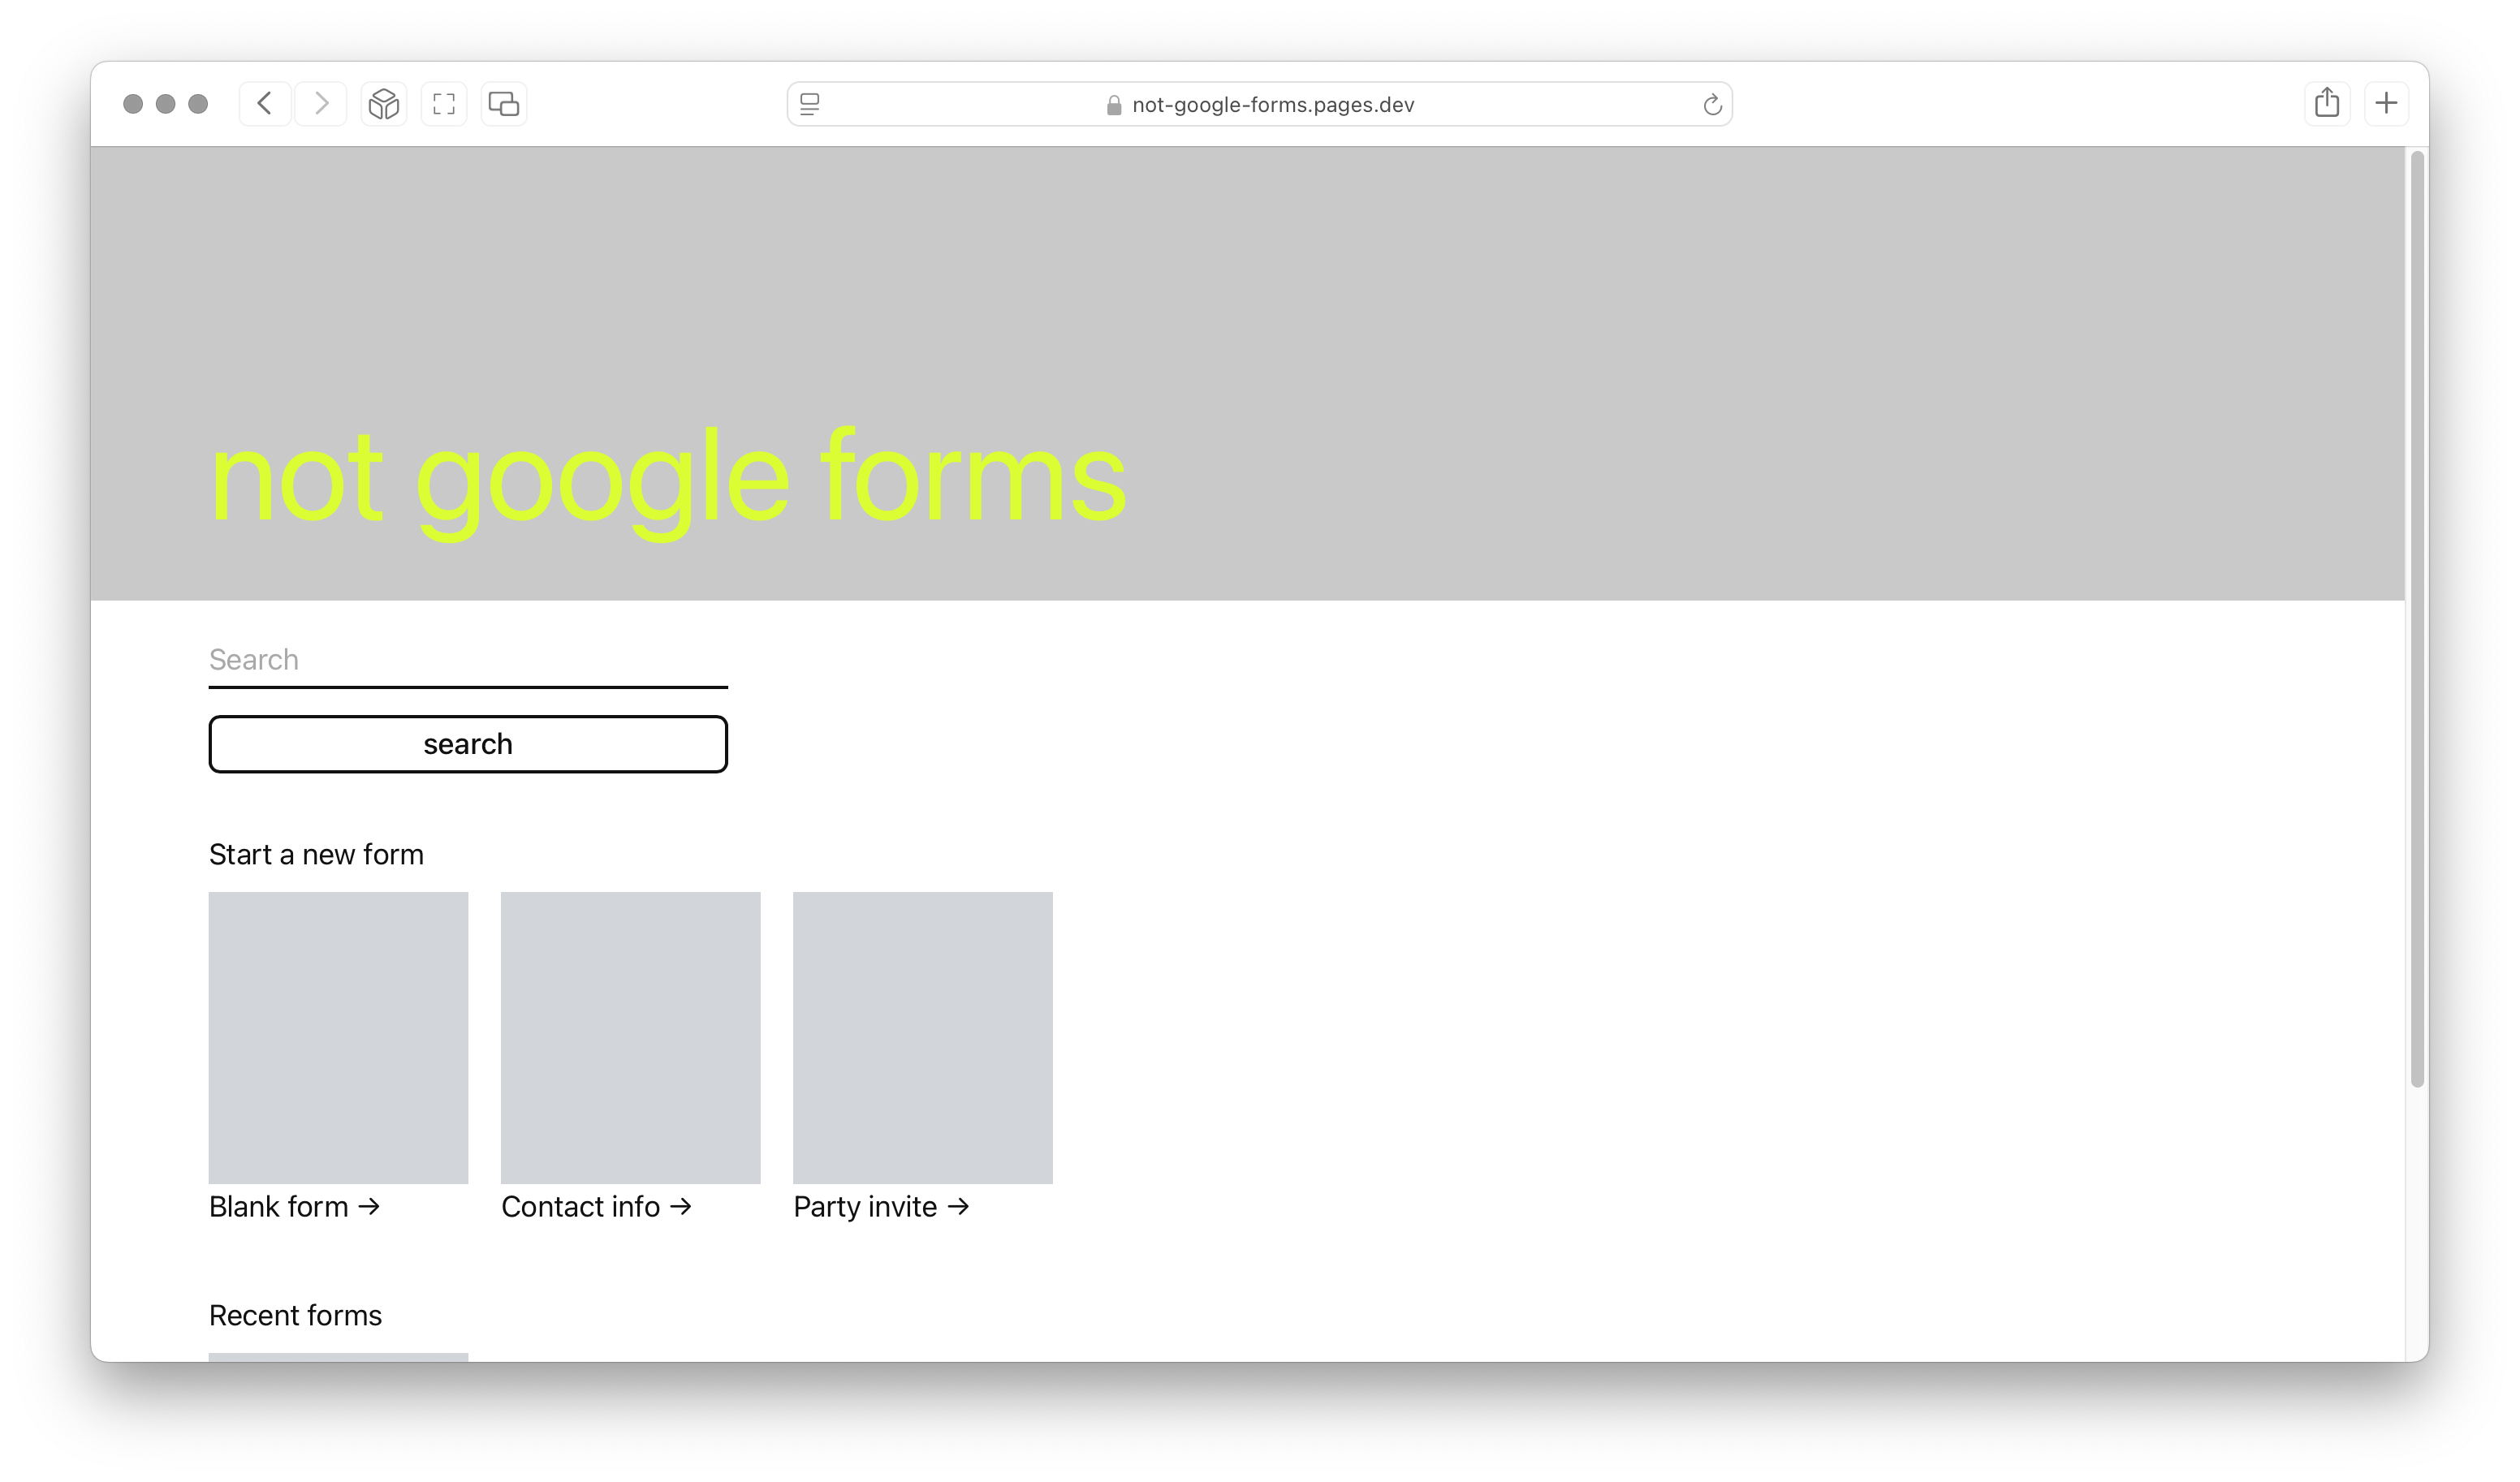 not-google-forms.pages.dev
not google forms
Search
search
Start a new form
Blank form →
Contact info →
Party invite →
Recent forms